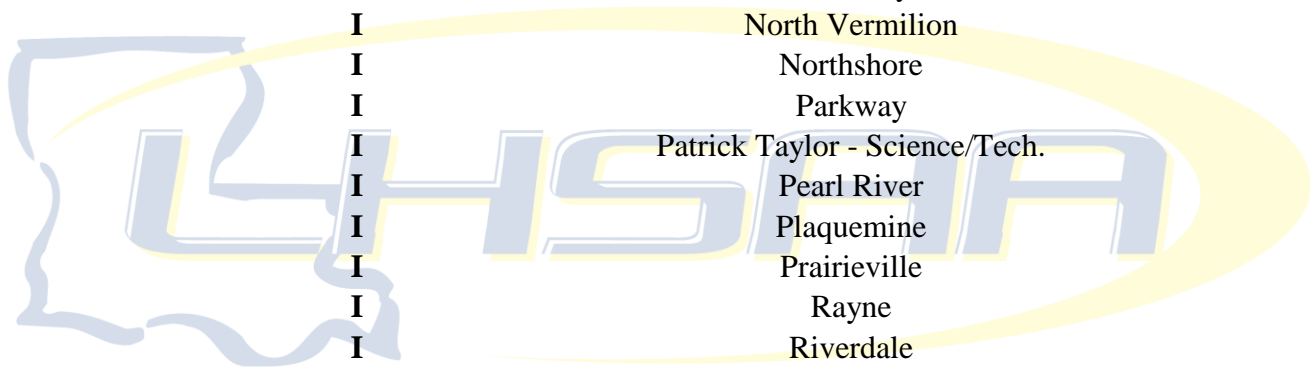 I North Vermilion
I Northshore
I Parkway
I Patrick Taylor - Science/Tech.
I Pearl River
I Plaquemine
I Prairieville
I Rayne
I Riverdale
LHSAA